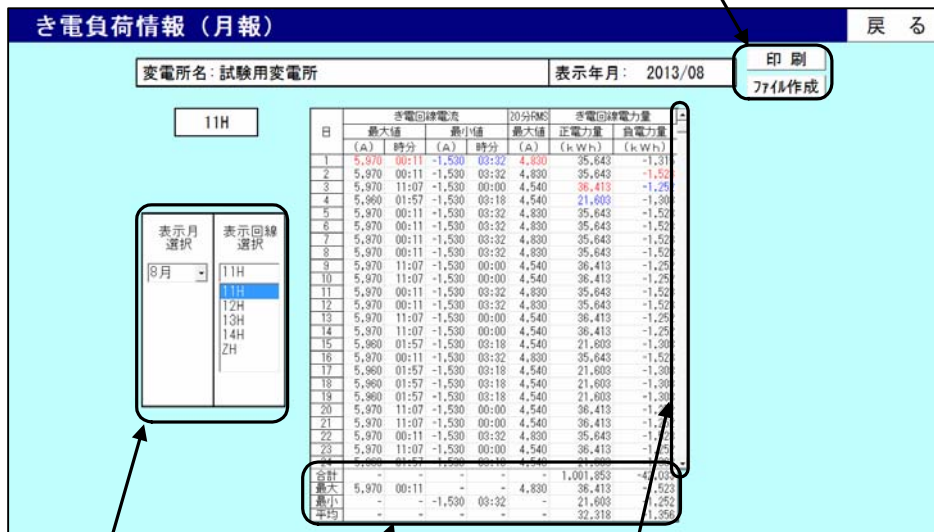 き電負荷情報（月報）
戻 る
変電所名：試験用変電所
表示年月： 2013/08
印 刷
ﾌｧｲﾙ作成
11H
き電回線電流 20分RMS き電回線電力量
日 最大値 最小値 最大値 正電力量 負電力量
(A) 時分 (A) 時分 (A) (kWh) (kWh)
1 5,970 00:11 -1,530 03:32 4,830 35,643
2 5,970 00:11 -1,530 03:32 4,830 35,643
3 5,970 11:07 -1,530 00:00 4,540 36,413
4 5,960 01:57 -1,530 03:18 4,540 21,603
5 5,970 00:11 -1,530 03:32 4,830 35,643
6 5,970 00:11 -1,530 03:32 4,830 35,643
7 5,970 00:11 -1,530 03:32 4,830 35,643
8 5,970 00:11 -1,530 03:32 4,830 35,643
9 5,970 11:07 -1,530 00:00 4,540 36,413
10 5,970 11:07 -1,530 00:00 4,540 36,413
11 5,970 00:11 -1,530 03:32 4,830 35,643
12 5,970 00:11 -1,530 03:32 4,830 35,643
13 5,970 11:07 -1,530 00:00 4,540 36,413
14 5,970 11:07 -1,530 00:00 4,540 36,413
15 5,960 01:57 -1,530 03:18 4,540 21,603
16 5,970 00:11 -1,530 03:32 4,830 35,643
17 5,960 01:57 -1,530 03:18 4,540 21,603
18 5,960 01:57 -1,530 03:18 4,540 21,603
19 5,960 01:57 -1,530 03:18 4,540 21,603
20 5,970 11:07 -1,530 00:00 4,540 36,413
21 5,970 11:07 -1,530 00:00 4,540 36,413
22 5,970 00:11 -1,530 03:32 4,830 35,643
23 5,970 11:07 -1,530 00:00 4,540 36,413
合計 - - - - - 1,001,853
最大 5,970 00:11 - - 4,830 36,413
最小 - - -1,530 03:32 - 21,603
平均 - - - - - 32,318
表示月
選択
8月
表示回線
選択
11H
11H
12H
13H
14H
ZH